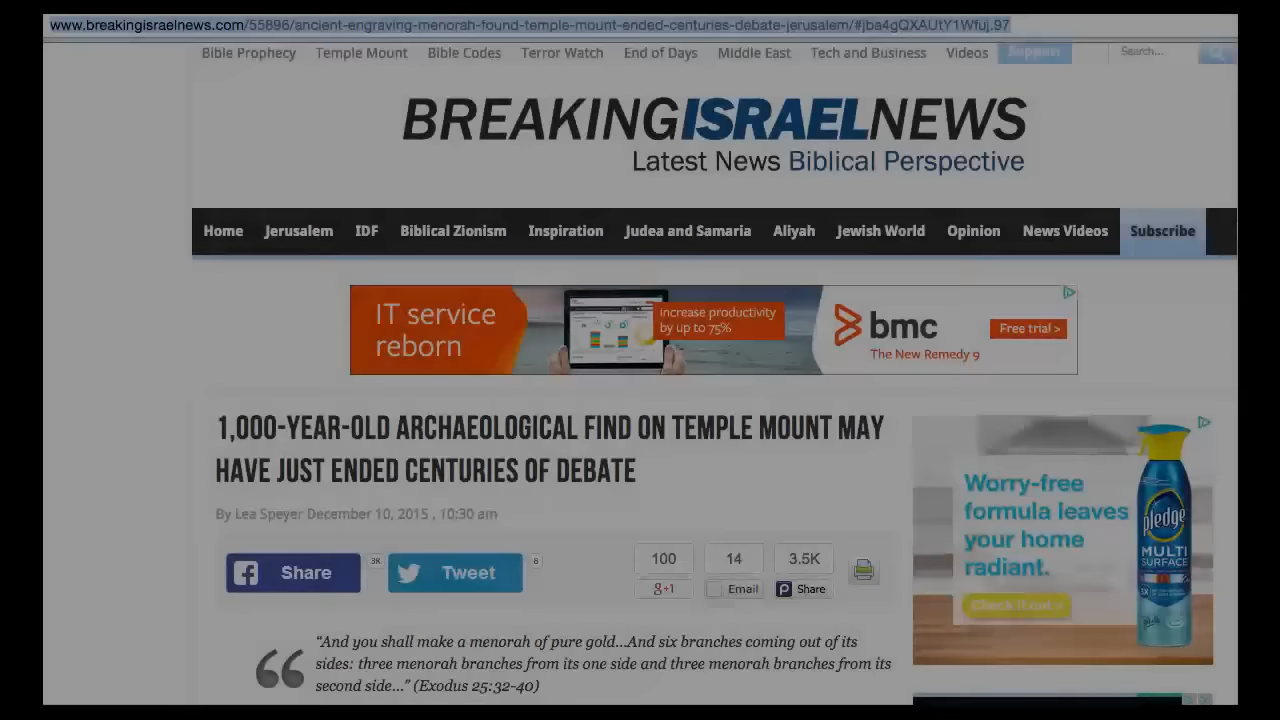 www.breakingisraelnews.com/55896/ancient-engraving-menorah-found-temple-mount-ended-centuries-debate-jerusalem/#jba4gQXAUtY1Wfuj.97
Bible Prophecy Temple Mount Bible Codes Terror Watch End of Days Middle East Tech and Business Videos Support Search...
BREAKINGISRAELNEWS
Latest News Biblical Perspective
Home Jerusalem IDF Biblical Zionism Inspiration Judea and Samaria Aliyah Jewish World Opinion News Videos Subscribe
IT service
reborn
increase productivity
by up to 75%
bmc
The New Remedy 9
Free trial >
1,000-YEAR-OLD ARCHAEOLOGICAL FIND ON TEMPLE MOUNT MAY
HAVE JUST ENDED CENTURIES OF DEBATE
By Lea Speyer December 10, 2015 , 10:30 am
Share 3K Tweet 8
100 14 3.5K
g+1 Email Share
Worry-free
formula leaves
your home
radiant.
Check it out >
pledge
MULTI
SURFACE
“And you shall make a menorah of pure gold…And six branches coming out of its
sides: three menorah branches from its one side and three menorah branches from its
second side…” (Exodus 25:32-40)